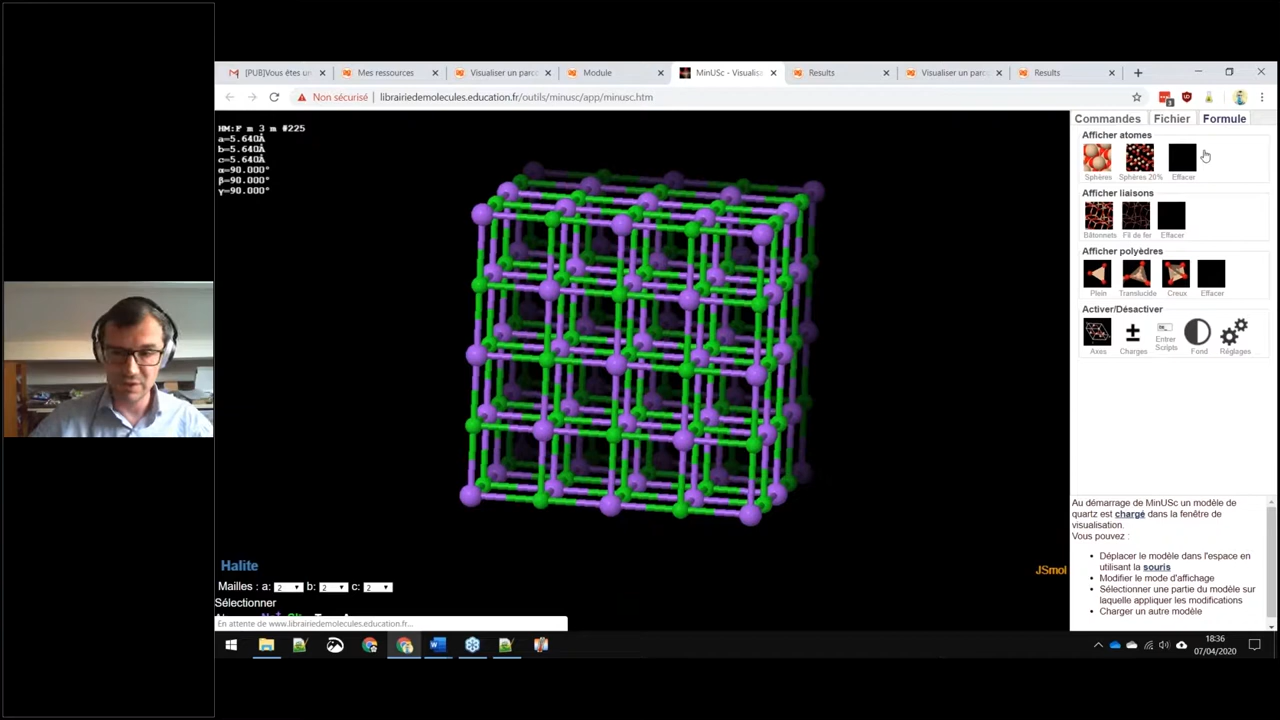 [PUB]Vous êtes un
Mes ressources
Visualiser un parco
Module
MinUSc - Visualisa
Results
Visualiser un parco
Results
Non sécurisé
librairiedemolecules.education.fr/outils/minusc/app/minusc.htm
HM:F m 3 m #225
a=5.640Å
b=5.640Å
c=5.640Å
α=90.000°
β=90.000°
γ=90.000°
Commandes
Fichier
Formule
Afficher atomes
Sphères
Sphères 20%
Effacer
Afficher liaisons
Bâtonnets
Fil de fer
Effacer
Afficher polyèdres
Plein
Translucide
Creux
Effacer
Activer/Désactiver
Axes
Charges
Entrer
Scripts
Fond
Réglages
Au démarrage de MinUSc un modèle de
quartz est chargé dans la fenêtre de
visualisation.
Vous pouvez :
Déplacer le modèle dans l'espace en
utilisant la souris
Modifier le mode d'affichage
Sélectionner une partie du modèle sur
laquelle appliquer les modifications
Charger un autre modèle
Halite
JSmol
Mailles : a: 2 b: 2 c: 2
Sélectionner
En attente de www.librairiedemolecules.education.fr...
18:36
07/04/2020